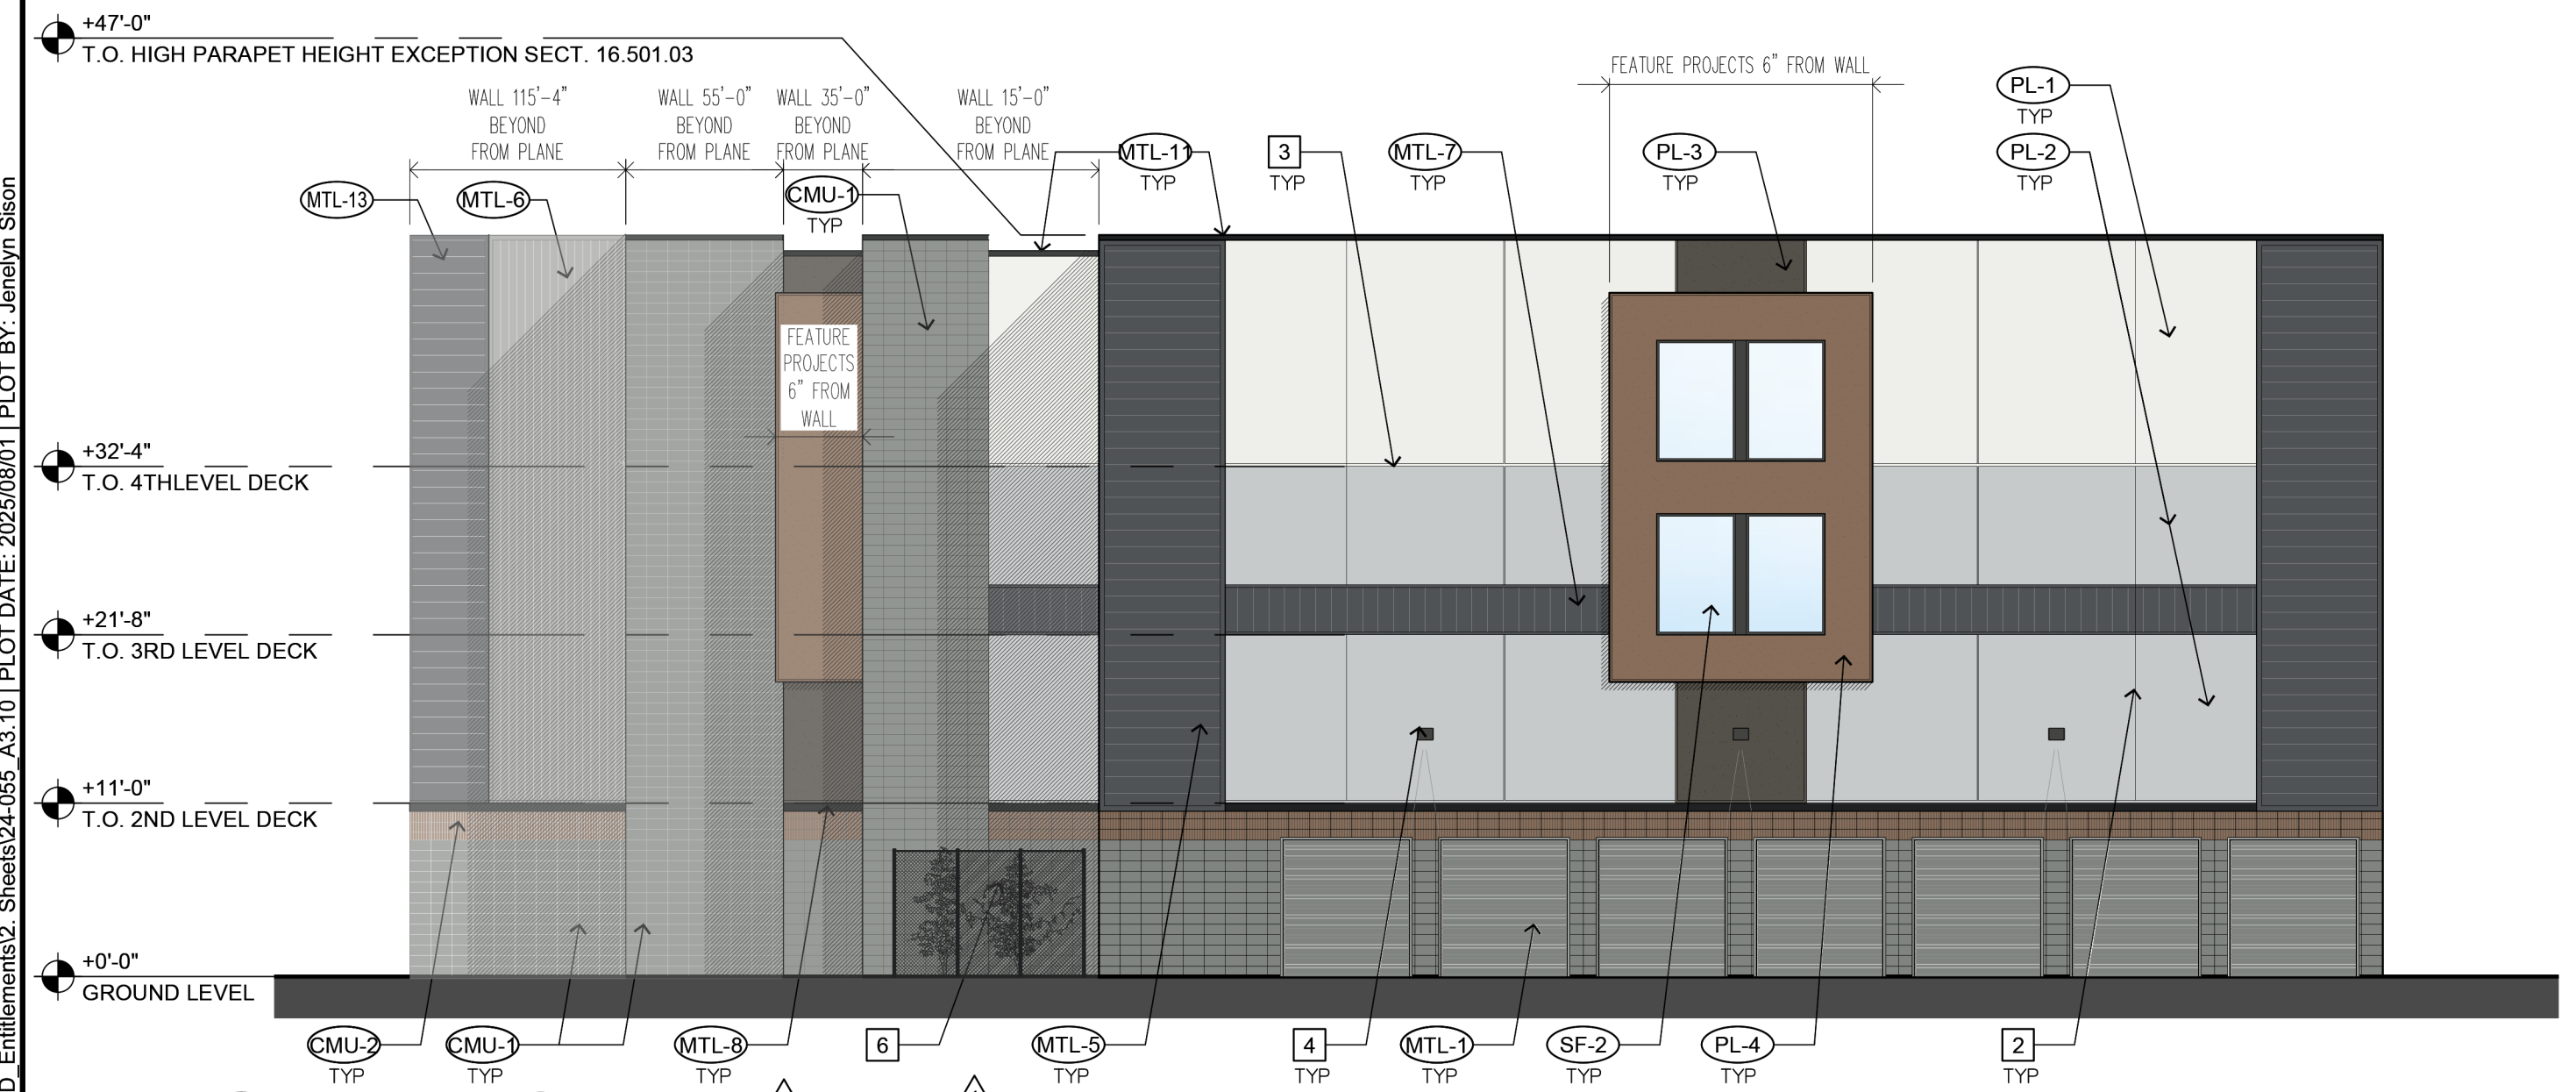 +47'-0"
T.O. HIGH PARAPET HEIGHT EXCEPTION SECT. 16.501.03
FEATURE PROJECTS 6" FROM WALL
WALL 115'-4"
BEYOND
FROM PLANE
WALL 55'-0"
BEYOND
FROM PLANE
WALL 35'-0"
BEYOND
FROM PLANE
WALL 15'-0"
BEYOND
FROM PLANE
PL-1
TYP
MTL-11
TYP
3
TYP
MTL-7
TYP
PL-3
TYP
PL-2
TYP
MTL-13
MTL-6
CMU-1
TYP
FEATURE
PROJECTS
6" FROM
WALL
+32'-4"
T.O. 4THLEVEL DECK
+21'-8"
T.O. 3RD LEVEL DECK
+11'-0"
T.O. 2ND LEVEL DECK
+0'-0"
GROUND LEVEL
CMU-2
TYP
CMU-1
TYP
MTL-8
TYP
6
MTL-5
TYP
4
TYP
MTL-1
TYP
SF-2
TYP
PL-4
TYP
2
TYP
D_Entitlements\2. Sheets\24-055_A3.10 | PLOT DATE: 2025/08/01 | PLOT BY: Jenelyn Sison